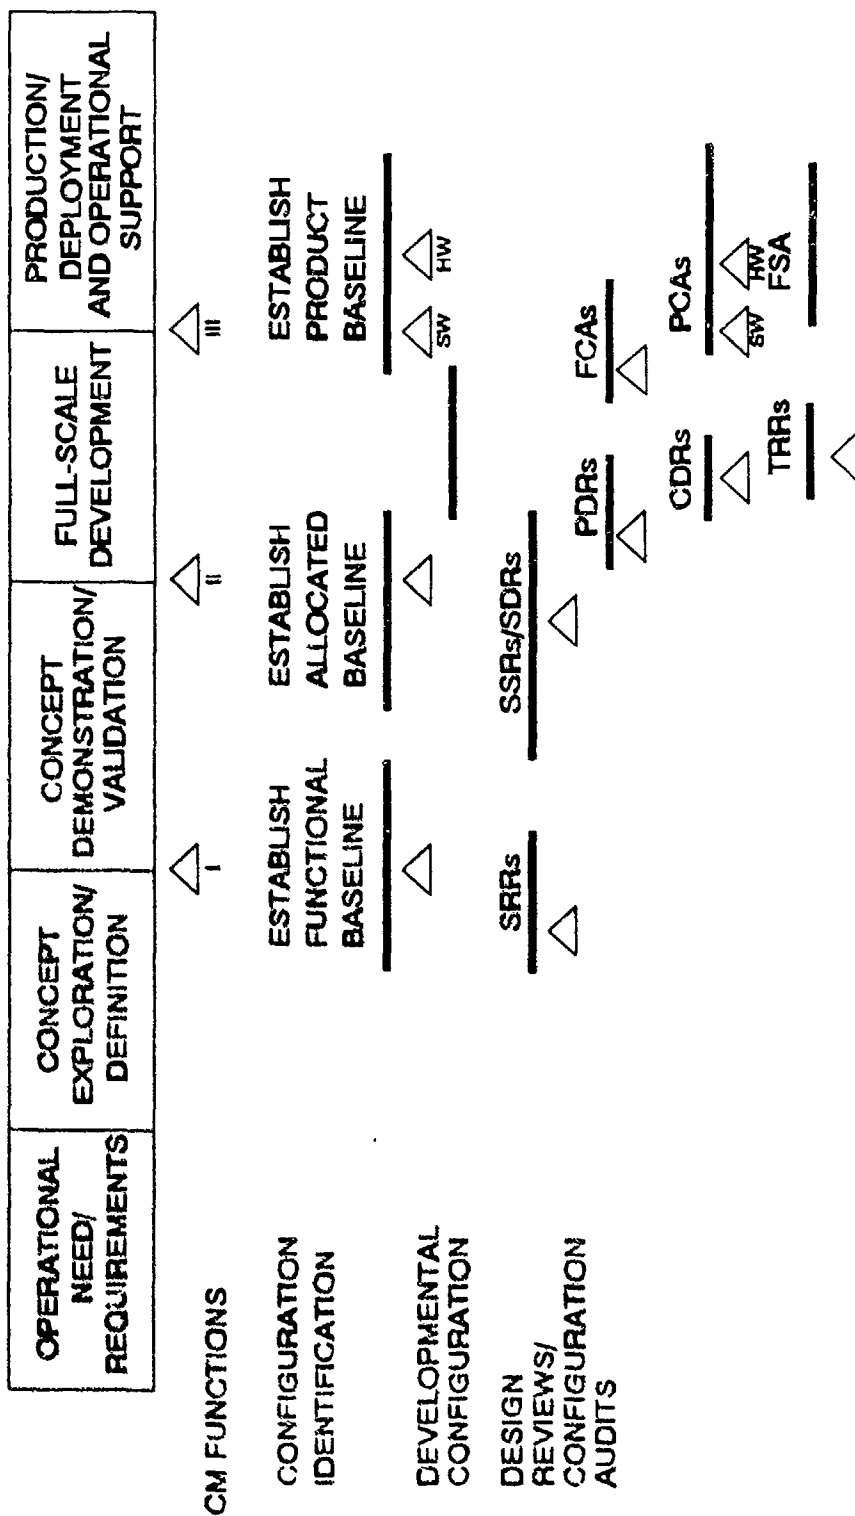 OPERATIONAL
NEED/
REQUIREMENTS
CONCEPT
EXPLORATION/
DEFINITION
CONCEPT
DEMONSTRATION/
VALIDATION
FULL-SCALE
DEVELOPMENT
PRODUCTION/
DEPLOYMENT
AND OPERATIONAL
SUPPORT
I
II
III
CM FUNCTIONS
CONFIGURATION
IDENTIFICATION
ESTABLISH
FUNCTIONAL
BASELINE
ESTABLISH
ALLOCATED
BASELINE
ESTABLISH
PRODUCT
BASELINE
SW
HW
DEVELOPMENTAL
CONFIGURATION
DESIGN
REVIEWS/
CONFIGURATION
AUDITS
SRRs
SSRs/SDRs
PDRs
FCAs
CDRs
PCAs
SW
HW
TRRs
FSA